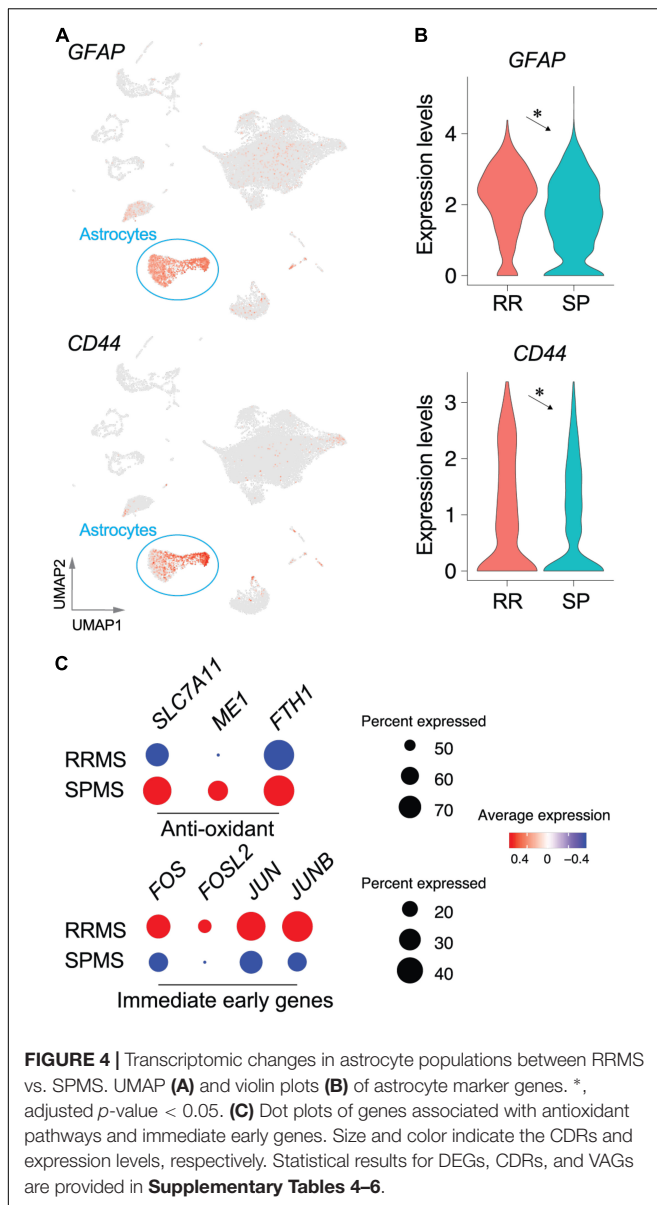 A
GFAP
Astrocytes
CD44
Astrocytes
UMAP2
UMAP1
B
GFAP
Expression levels
4
2
0
*
RR
SP
CD44
Expression levels
3
2
1
0
*
RR
SP
C
SLC7A11
ME1
FTH1
RRMS
SPMS
Anti-oxidant
FOS
FOSL2
JUN
JUNB
RRMS
SPMS
Immediate early genes
Percent expressed
50
60
70
Average expression
0.4 0 −0.4
Percent expressed
20
30
40
FIGURE 4 | Transcriptomic changes in astrocyte populations between RRMS
vs. SPMS. UMAP (A) and violin plots (B) of astrocyte marker genes. *,
adjusted p-value < 0.05. (C) Dot plots of genes associated with antioxidant
pathways and immediate early genes. Size and color indicate the CDRs and
expression levels, respectively. Statistical results for DEGs, CDRs, and VAGs
are provided in Supplementary Tables 4–6.